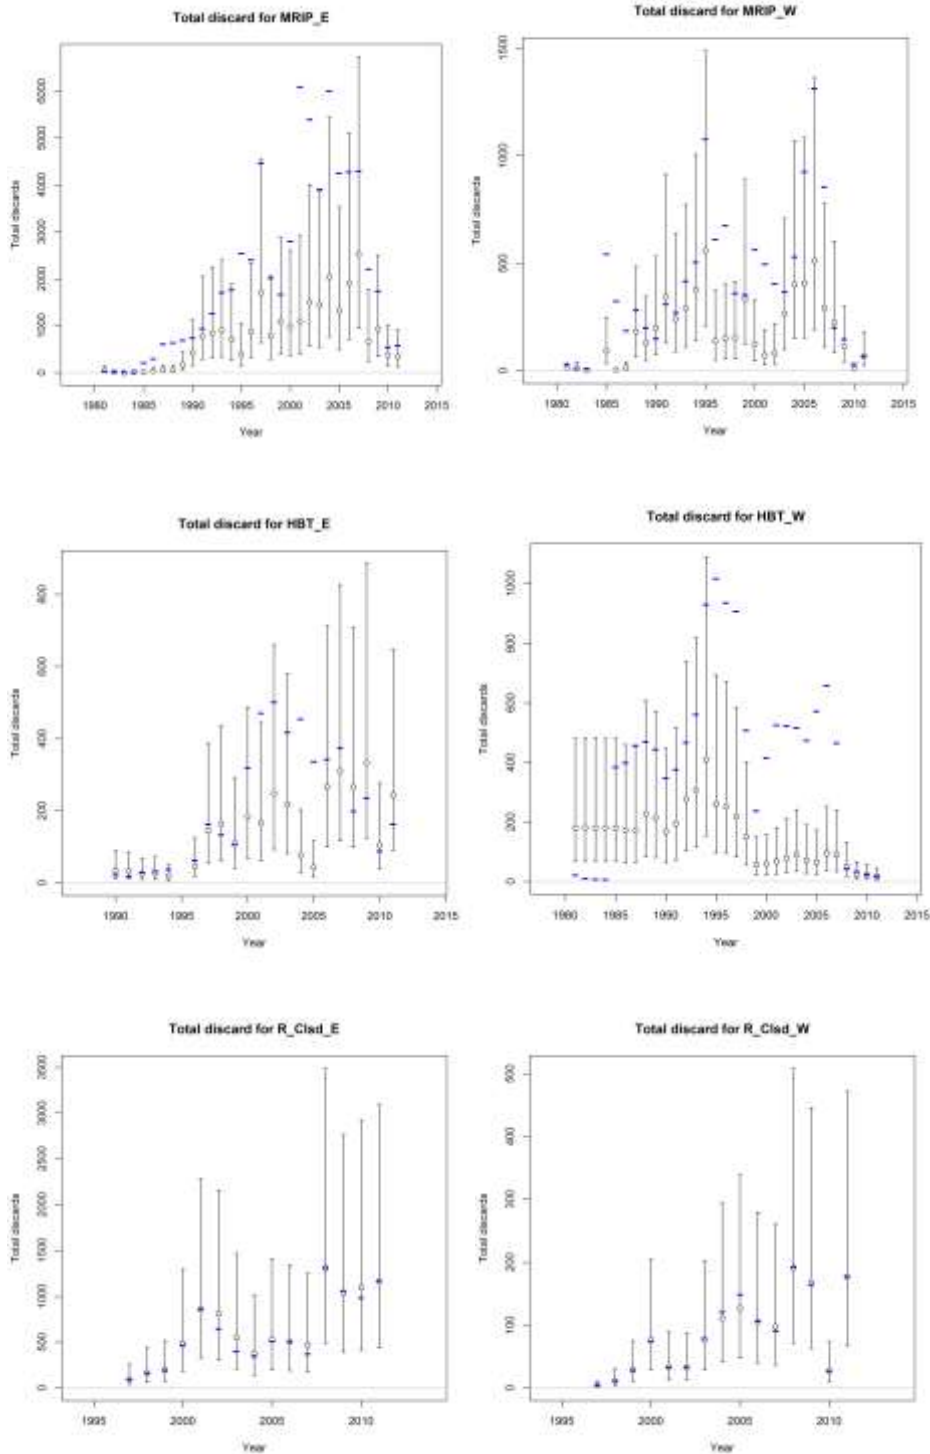 Total discard for MRIP_E
Total discards
6000
5000
4000
3000
2000
1000
0
1980 1985 1990 1995 2000 2005 2010 2015
Year
Total discard for MRIP_W
Total discards
1500
1000
500
0
1980 1985 1990 1995 2000 2005 2010 2015
Year
Total discard for HBT_E
Total discards
800
600
400
200
0
1990 1995 2000 2005 2010 2015
Year
Total discard for HBT_W
Total discards
1000
800
600
400
200
0
1980 1985 1990 1995 2000 2005 2010 2015
Year
Total discard for R_Clsd_E
Total discards
3500
3000
2500
2000
1500
1000
500
0
1995 2000 2005 2010
Year
Total discard for R_Clsd_W
Total discards
500
400
300
200
100
0
1995 2000 2005 2010
Year